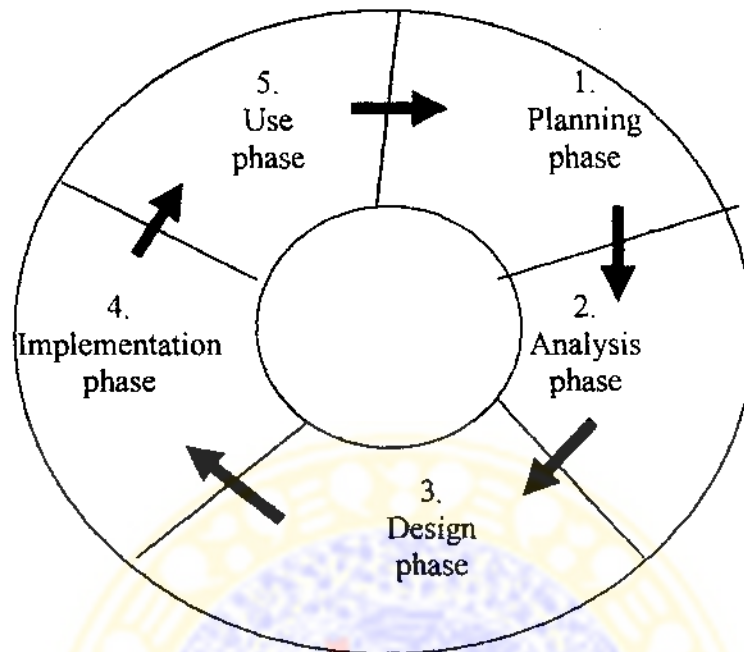 1.
Planning
phase
2.
Analysis
phase
3.
Design
phase
4.
Implementation
phase
5.
Use
phase